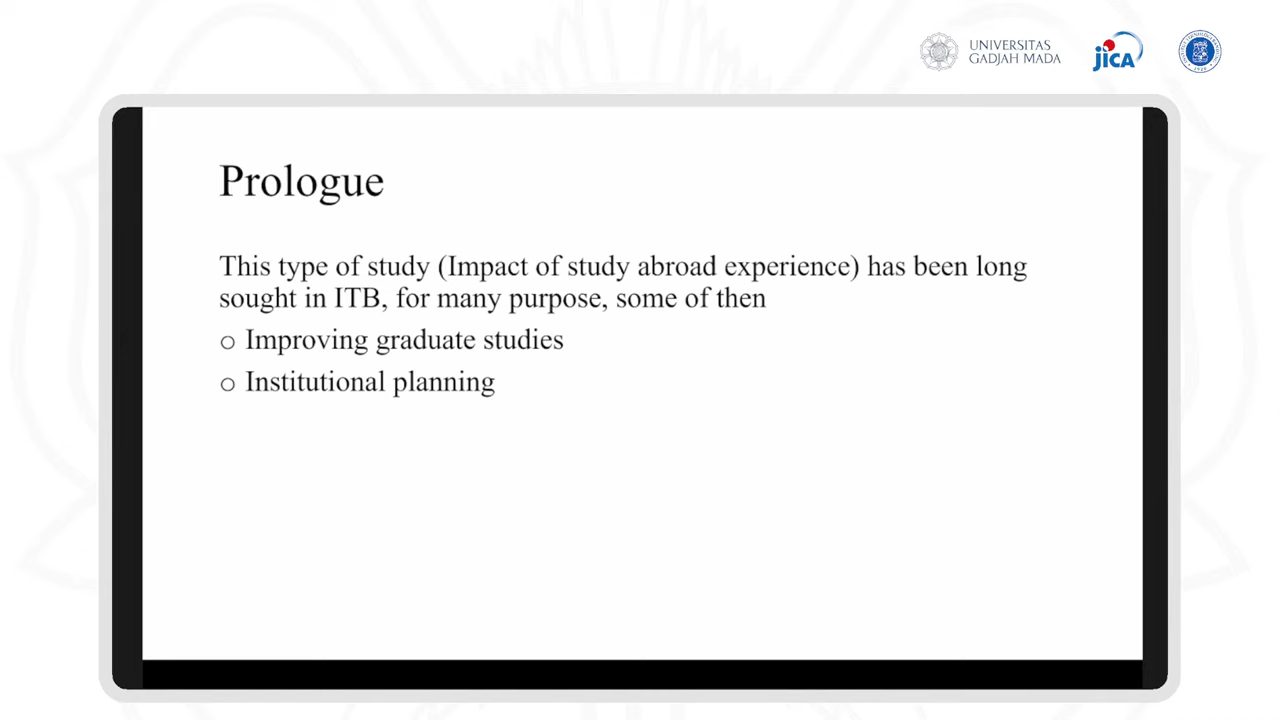 UNIVERSITAS
GADJAH MADA
JICA
Prologue
This type of study (Impact of study abroad experience) has been long
sought in ITB, for many purpose, some of then
o Improving graduate studies
o Institutional planning